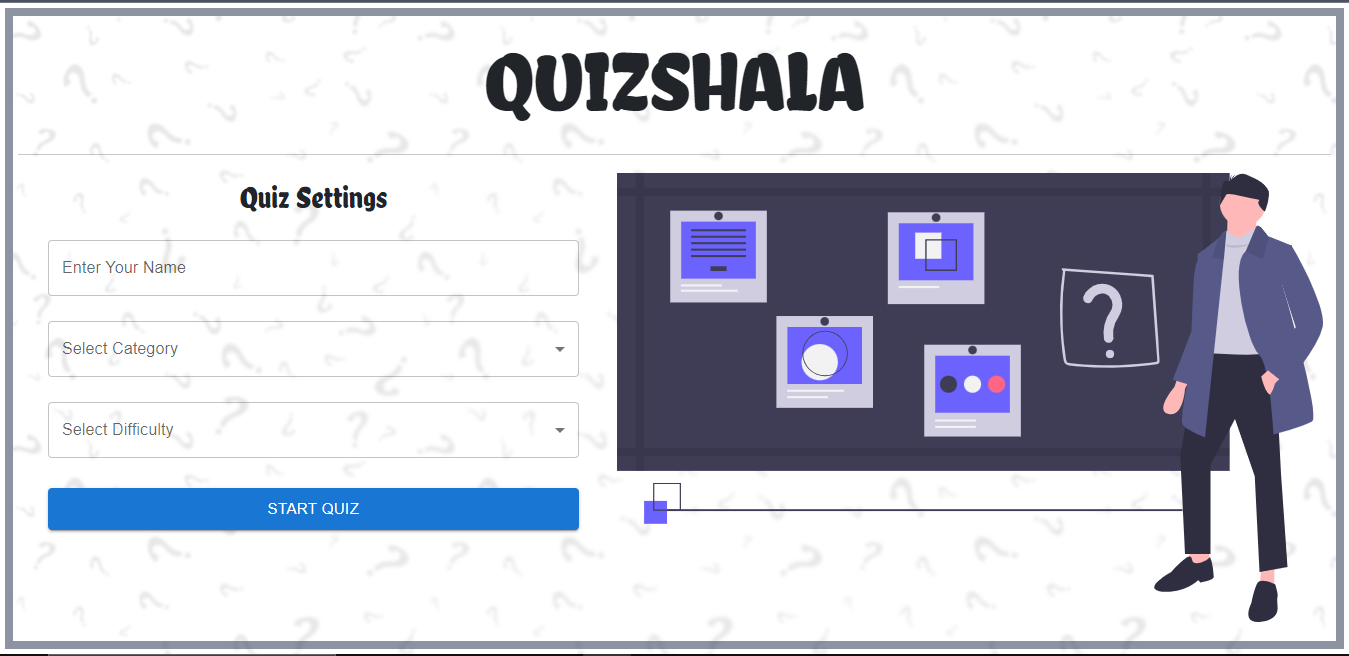 QUIZSHALA
Quiz Settings
Enter Your Name
Select Category
Select Difficulty
START QUIZ
?